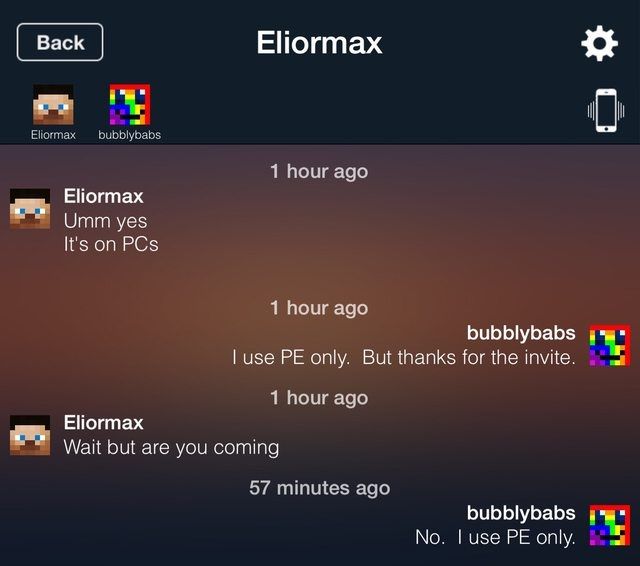 Back
Eliormax
Eliormax
bubblybabs
1 hour ago
Eliormax
Umm yes
It's on PCs
1 hour ago
bubblybabs
I use PE only.  But thanks for the invite.
1 hour ago
Eliormax
Wait but are you coming
57 minutes ago
bubblybabs
No.  I use PE only.